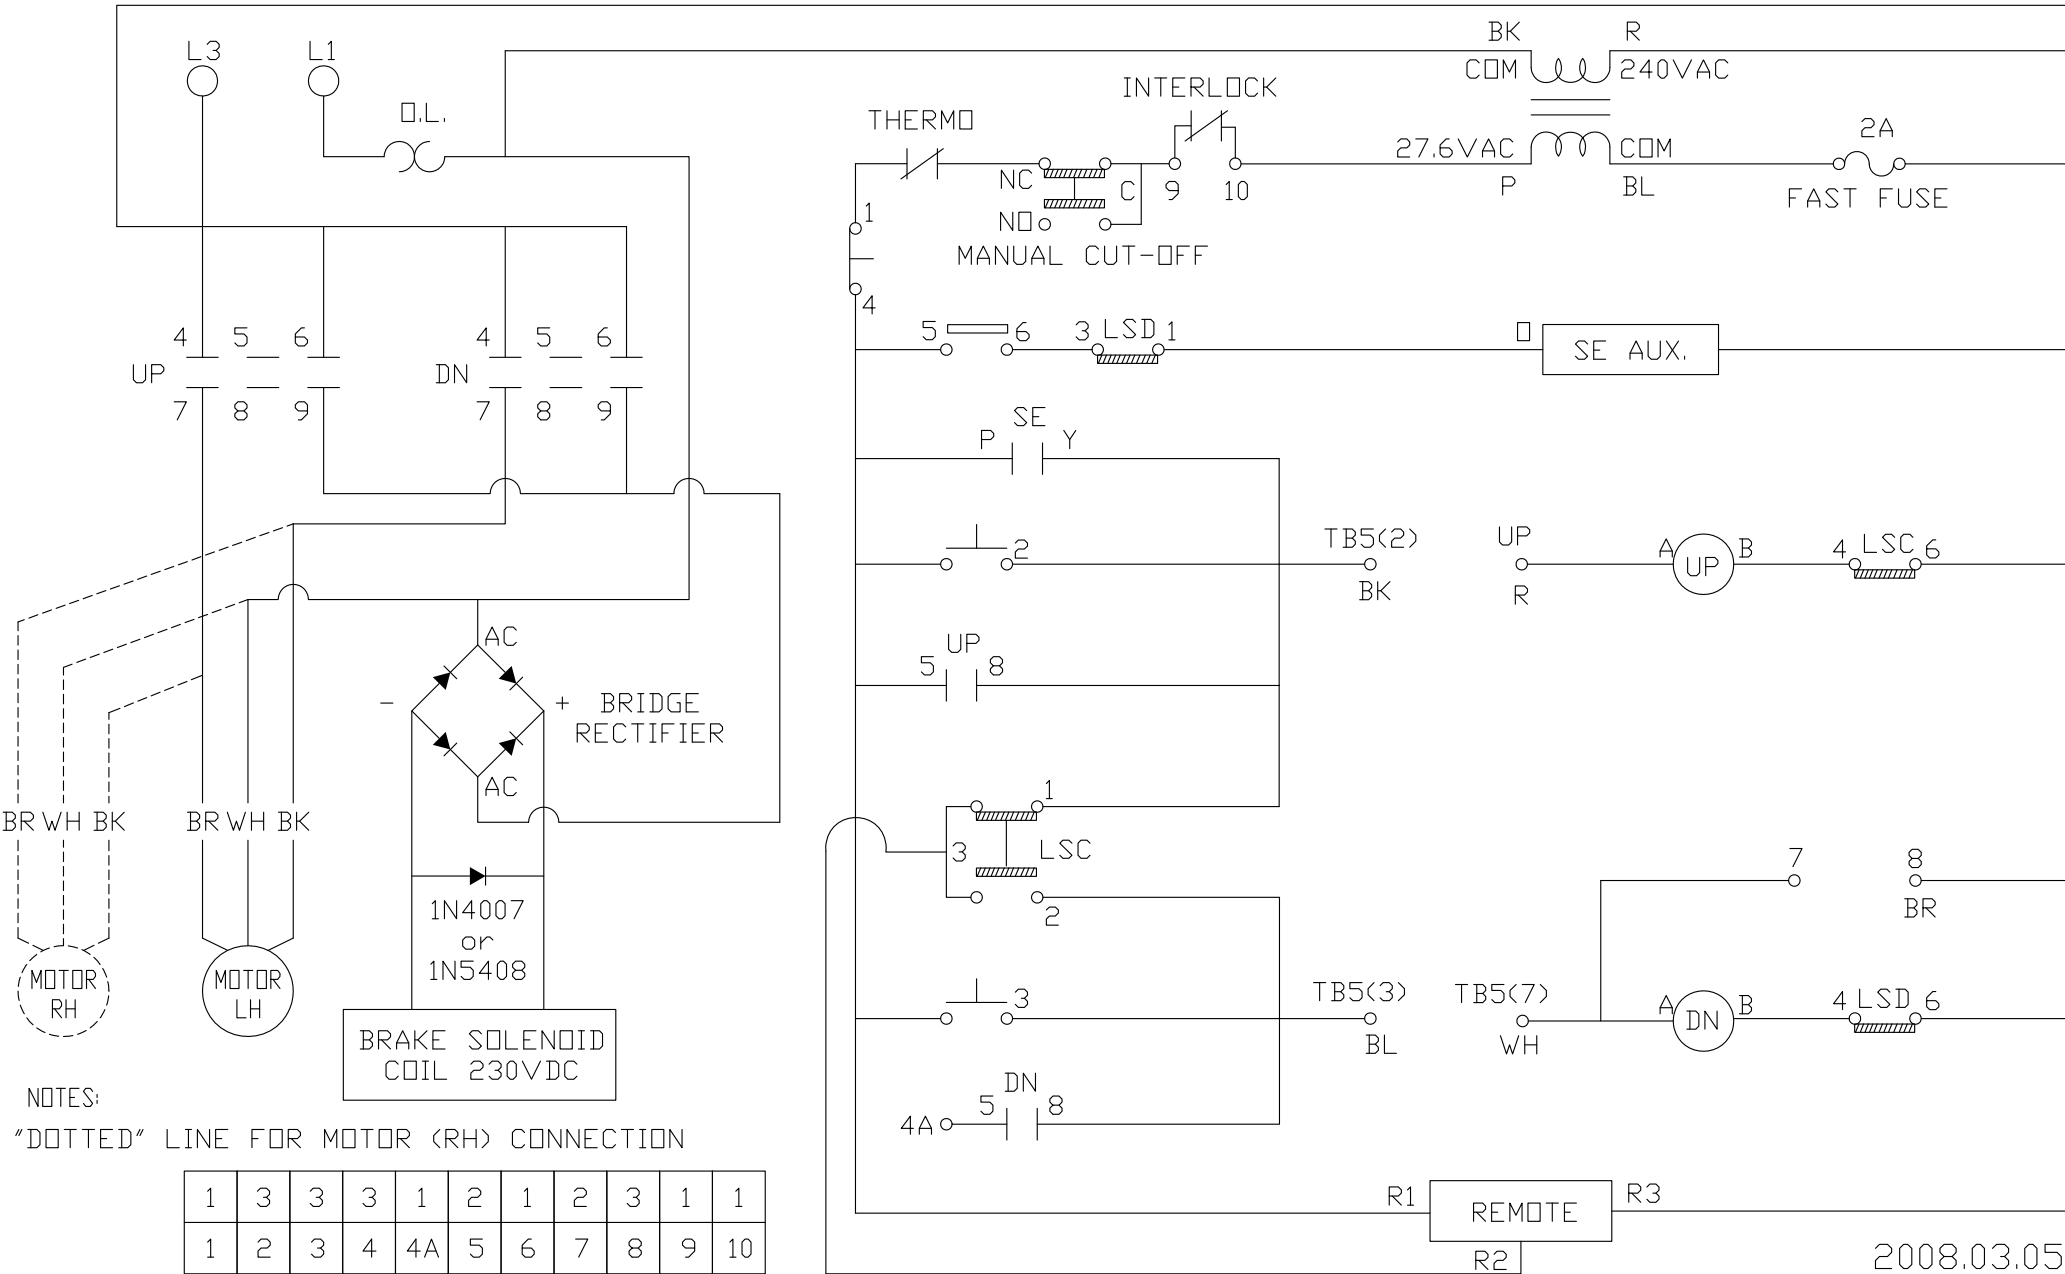 L3 L1
O.L.
BK R
COM 240VAC
27.6VAC COM
P BL
2A
FAST FUSE
INTERLOCK
9 10
THERMO
NC C
NO
MANUAL CUT-OFF
1
4
4 5 6
UP
7 8 9
4 5 6
DN
7 8 9
5 6 3 LSD 1
O SE AUX.
SE
P Y
2
TB5(2)
BK
UP
R
A UP B
4 LSC 6
UP
5 8
AC
- +
BRIDGE
RECTIFIER
AC
BR WH BK
BR WH BK
1
3 LSC
2
7 8
BR
1N4007
or
1N5408
MOTOR
RH
MOTOR
LH
BRAKE SOLENOID
COIL 230VDC
3
TB5(3)
BL
TB5(7)
WH
A DN B
4 LSD 6
DN
4A 5 8
NOTES:
"DOTTED" LINE FOR MOTOR (RH) CONNECTION
1 3 3 3 1 2 1 2 3 1 1
1 2 3 4 4A 5 6 7 8 9 10
R1 REMOTE R3
R2
2008.03.05